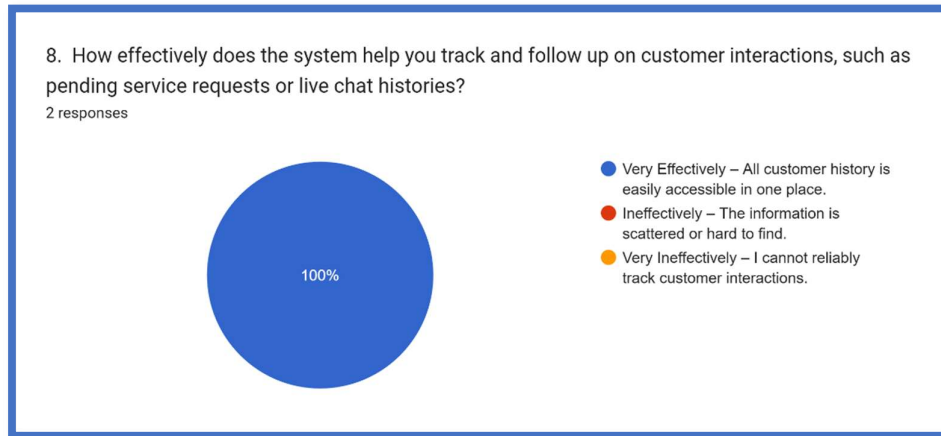 8. How effectively does the system help you track and follow up on customer interactions, such as
pending service requests or live chat histories?
2 responses
100%
Very Effectively – All customer history is
easily accessible in one place.
Ineffectively – The information is
scattered or hard to find.
Very Ineffectively – I cannot reliably
track customer interactions.